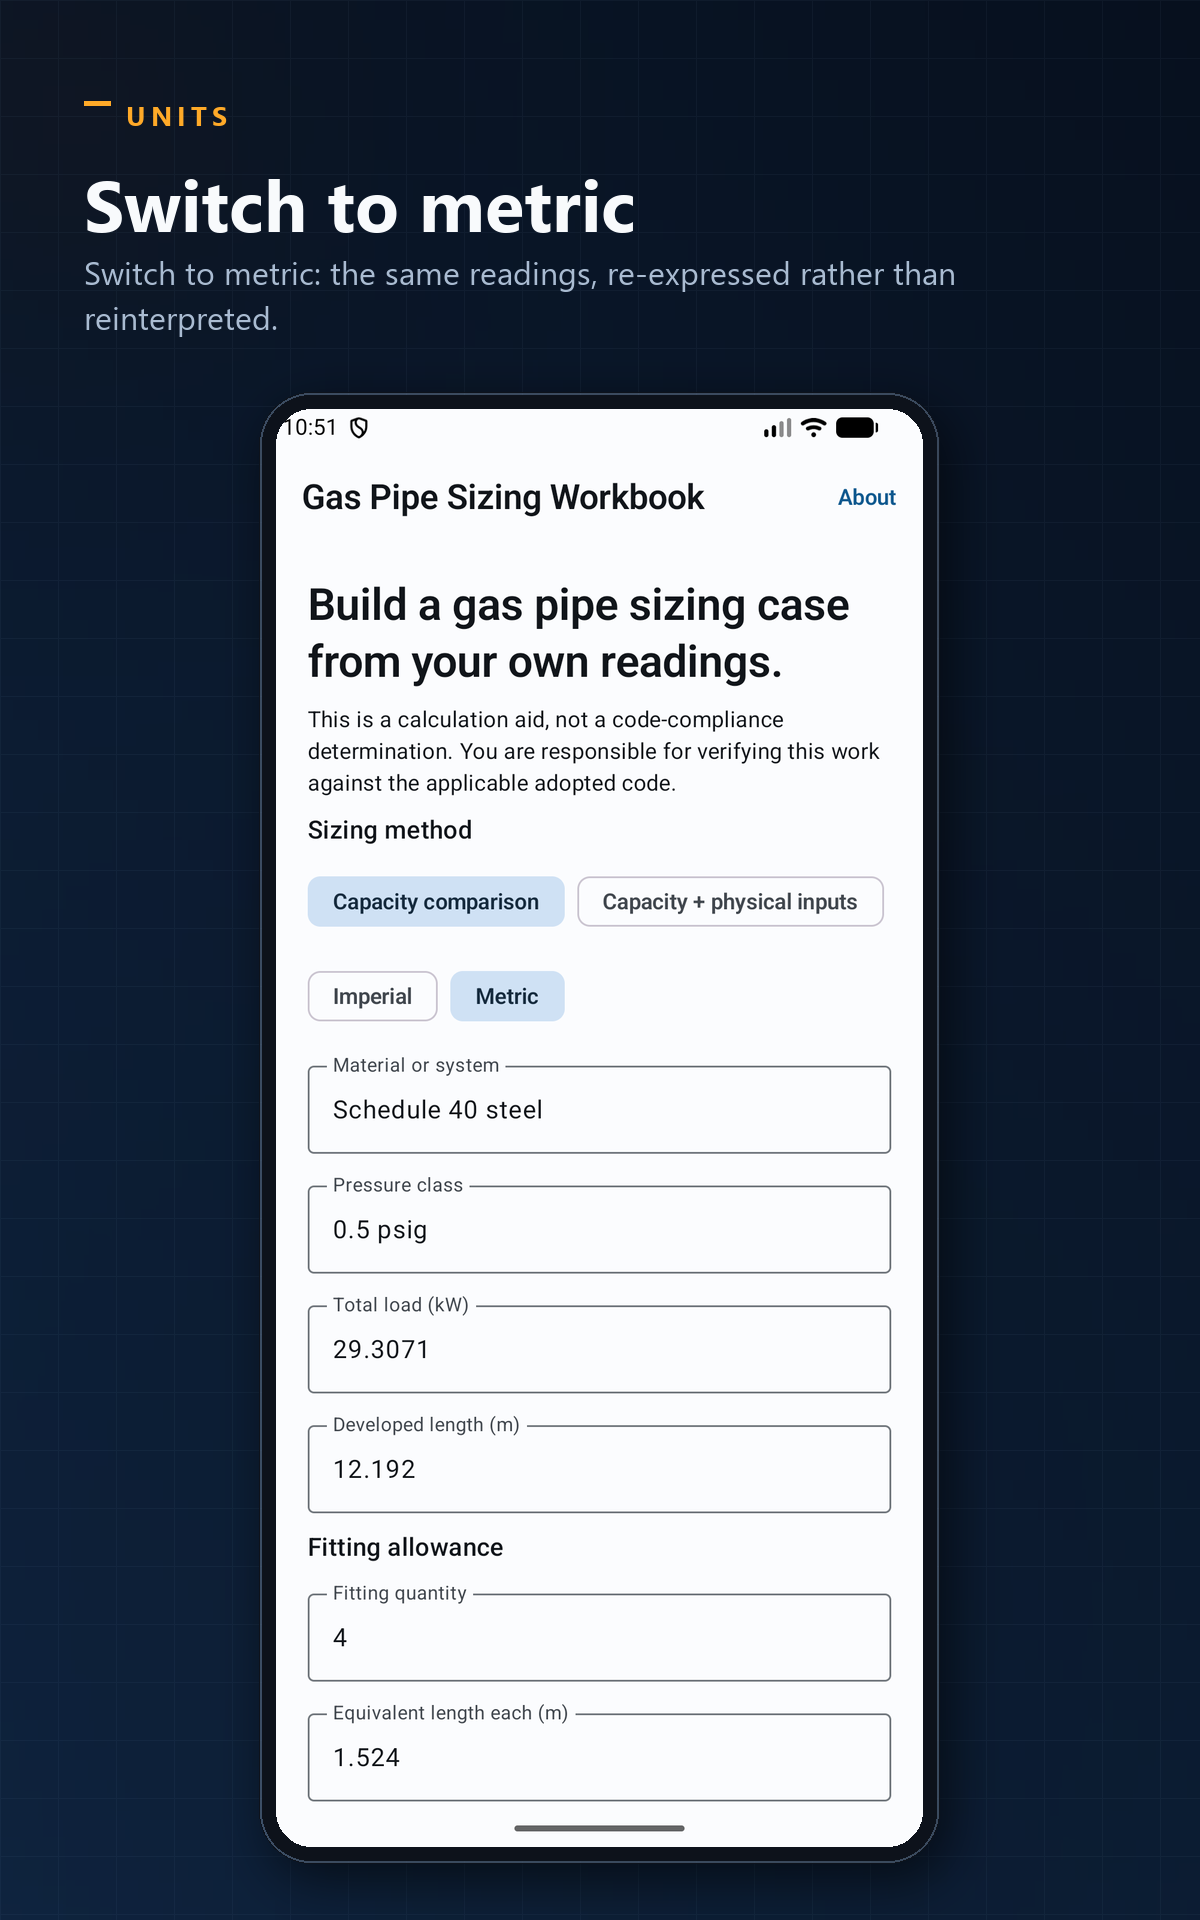 UNITS
Switch to metric
Switch to metric: the same readings, re-expressed rather than
reinterpreted.
10:51
Gas Pipe Sizing Workbook
About
Build a gas pipe sizing case
from your own readings.
This is a calculation aid, not a code-compliance
determination. You are responsible for verifying this work
against the applicable adopted code.
Sizing method
Capacity comparison
Capacity + physical inputs
Imperial
Metric
Material or system
Schedule 40 steel
Pressure class
0.5 psig
Total load (kW)
29.3071
Developed length (m)
12.192
Fitting allowance
Fitting quantity
4
Equivalent length each (m)
1.524